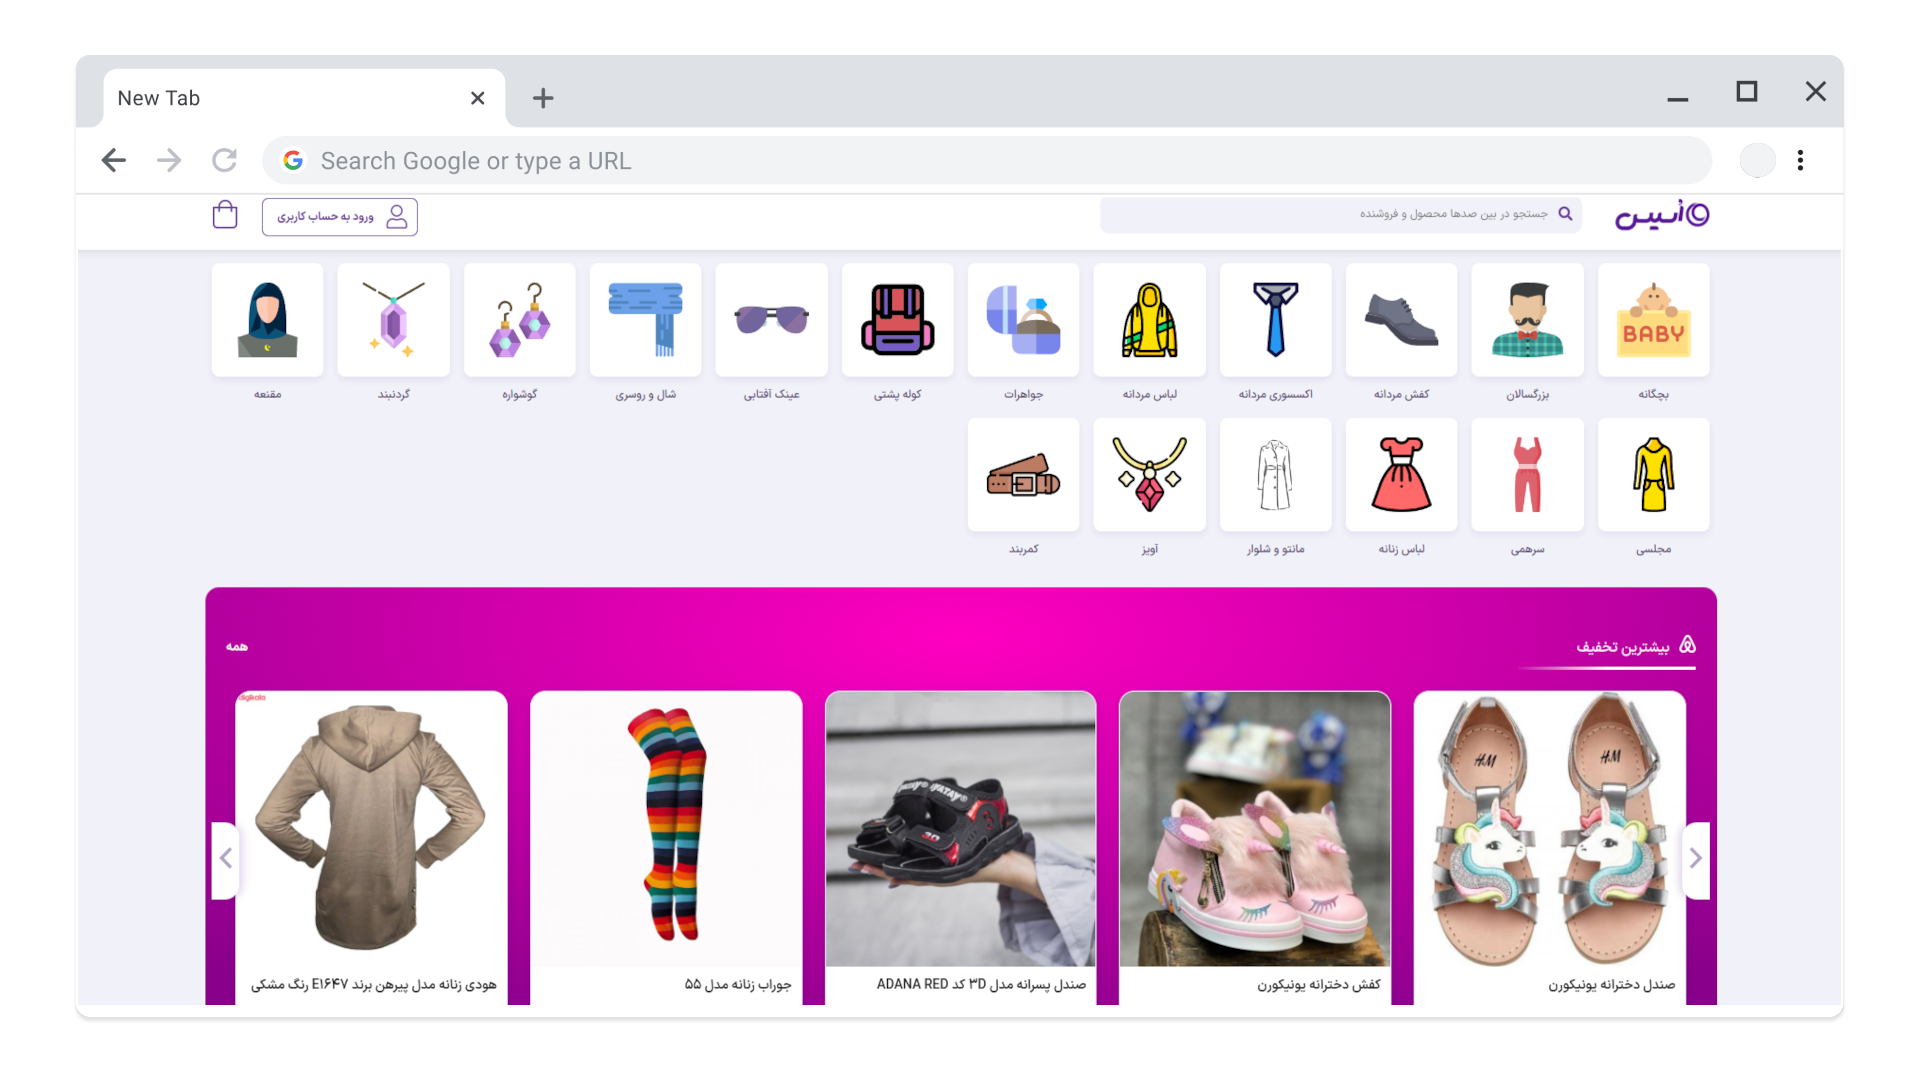 New Tab
Search Google or type a URL
اُنسین
جستجو در بین صدها محصول و فروشنده
ورود به حساب کاربری
BABY
بچگانه
بزرگسالان
کفش مردانه
اکسسوری مردانه
لباس مردانه
جواهرات
کوله پشتی
عینک آفتابی
شال و روسری
گوشواره
گردنبند
مقنعه
مجلسی
سرهمی
لباس زنانه
مانتو و شلوار
آویز
کمربند
بیشترین تخفیف
همه
H&M
H&M
3D
digikala
صندل دخترانه یونیکورن
کفش دخترانه یونیکورن
صندل پسرانه مدل ۳D کد ADANA RED
جوراب زنانه مدل ۵۵
هودی زنانه مدل پیرهن برند E۱۶۴۷ رنگ مشکی